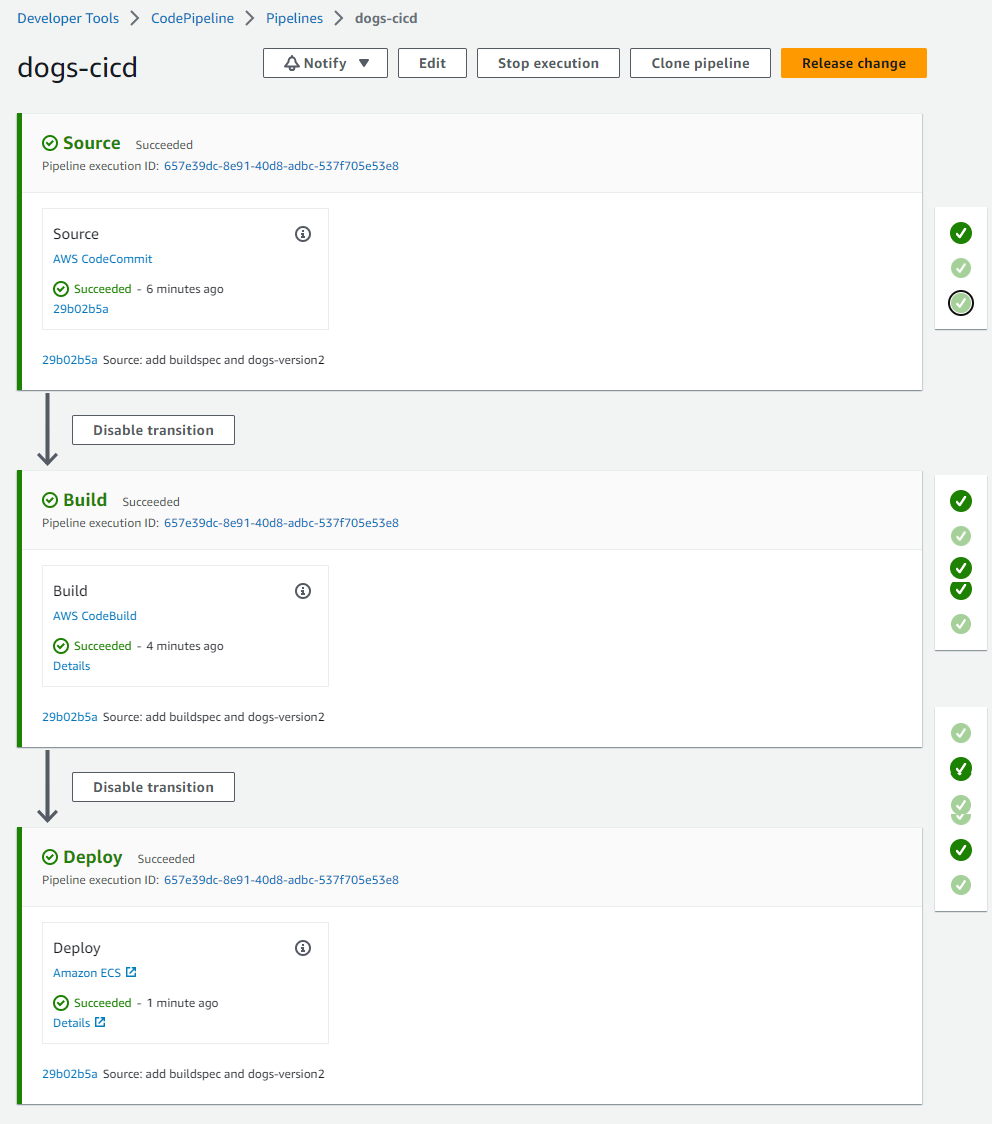 Developer Tools > CodePipeline > Pipelines > dogs-cicd
dogs-cicd
Notify Edit Stop execution Clone pipeline Release change
Source Succeeded
Pipeline execution ID: 657e39dc-8e91-40d8-adbc-537f705e53e8
Source
AWS CodeCommit
Succeeded - 6 minutes ago
29b02b5a
29b02b5a Source: add buildspec and dogs-version2
Disable transition
Build Succeeded
Pipeline execution ID: 657e39dc-8e91-40d8-adbc-537f705e53e8
Build
AWS CodeBuild
Succeeded - 4 minutes ago
Details
29b02b5a Source: add buildspec and dogs-version2
Disable transition
Deploy Succeeded
Pipeline execution ID: 657e39dc-8e91-40d8-adbc-537f705e53e8
Deploy
Amazon ECS
Succeeded - 1 minute ago
Details
29b02b5a Source: add buildspec and dogs-version2